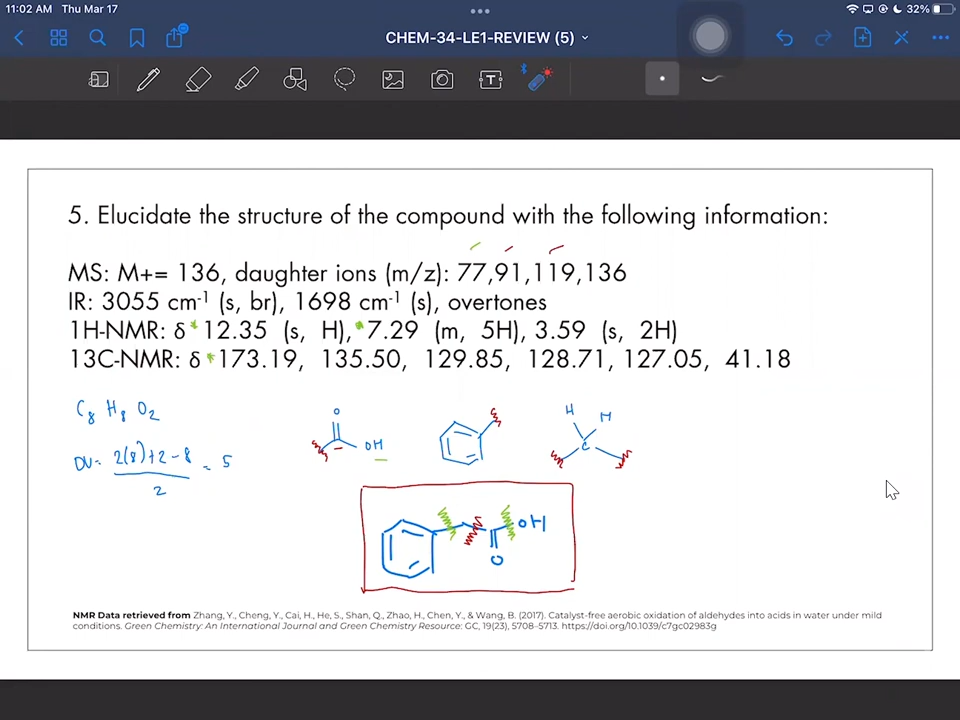 11:02 AM Thu Mar 17
32%
CHEM-34-LE1-REVIEW (5)
T
5. Elucidate the structure of the compound with the following information:
MS: M+= 136, daughter ions (m/z): 77,91,119,136
IR: 3055 cm⁻¹ (s, br), 1698 cm⁻¹ (s), overtones
1H-NMR: δ * 12.35 (s, H), * 7.29 (m, 5H), 3.59 (s, 2H)
13C-NMR: δ * 173.19, 135.50, 129.85, 128.71, 127.05, 41.18
C₈ H₈ O₂
DU = 2(8)+2-8 / 2 = 5
O
OH
H H
C
OH
O
NMR Data retrieved from Zhang, Y., Cheng, Y., Cai, H., He, S., Shan, Q., Zhao, H., Chen, Y., & Wang, B. (2017). Catalyst-free aerobic oxidation of aldehydes into acids in water under mild
conditions. Green Chemistry: An International Journal and Green Chemistry Resource: GC, 19(23), 5708–5713. https://doi.org/10.1039/c7gc02983g